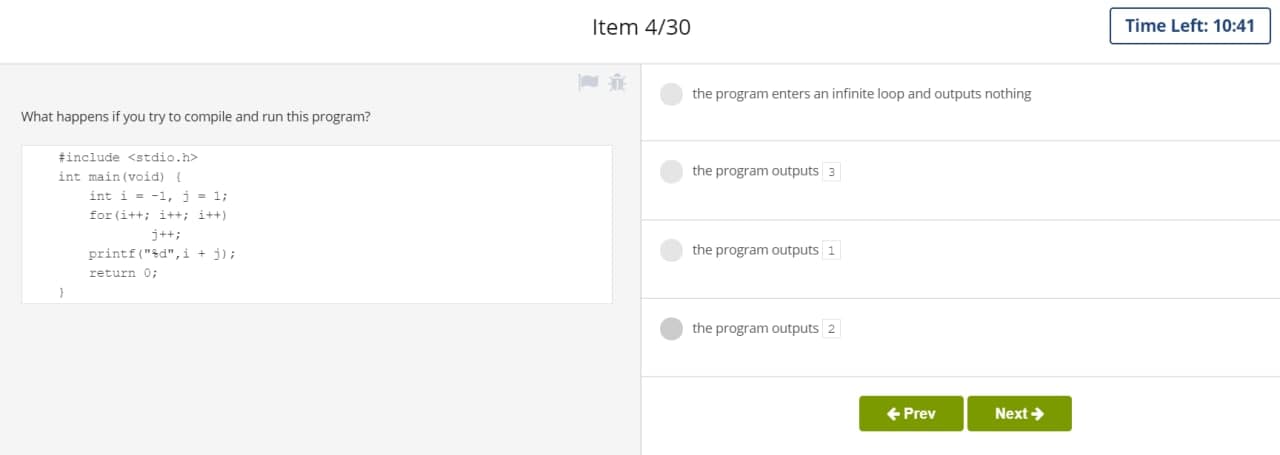 Item 4/30
Time Left: 10:41
What happens if you try to compile and run this program?
#include <stdio.h>
int main(void) {
    int i = -1, j = 1;
    for(i++; i++; i++)
            j++;
    printf("%d",i + j);
    return 0;
}
the program enters an infinite loop and outputs nothing
the program outputs 3
the program outputs 1
the program outputs 2
Prev
Next